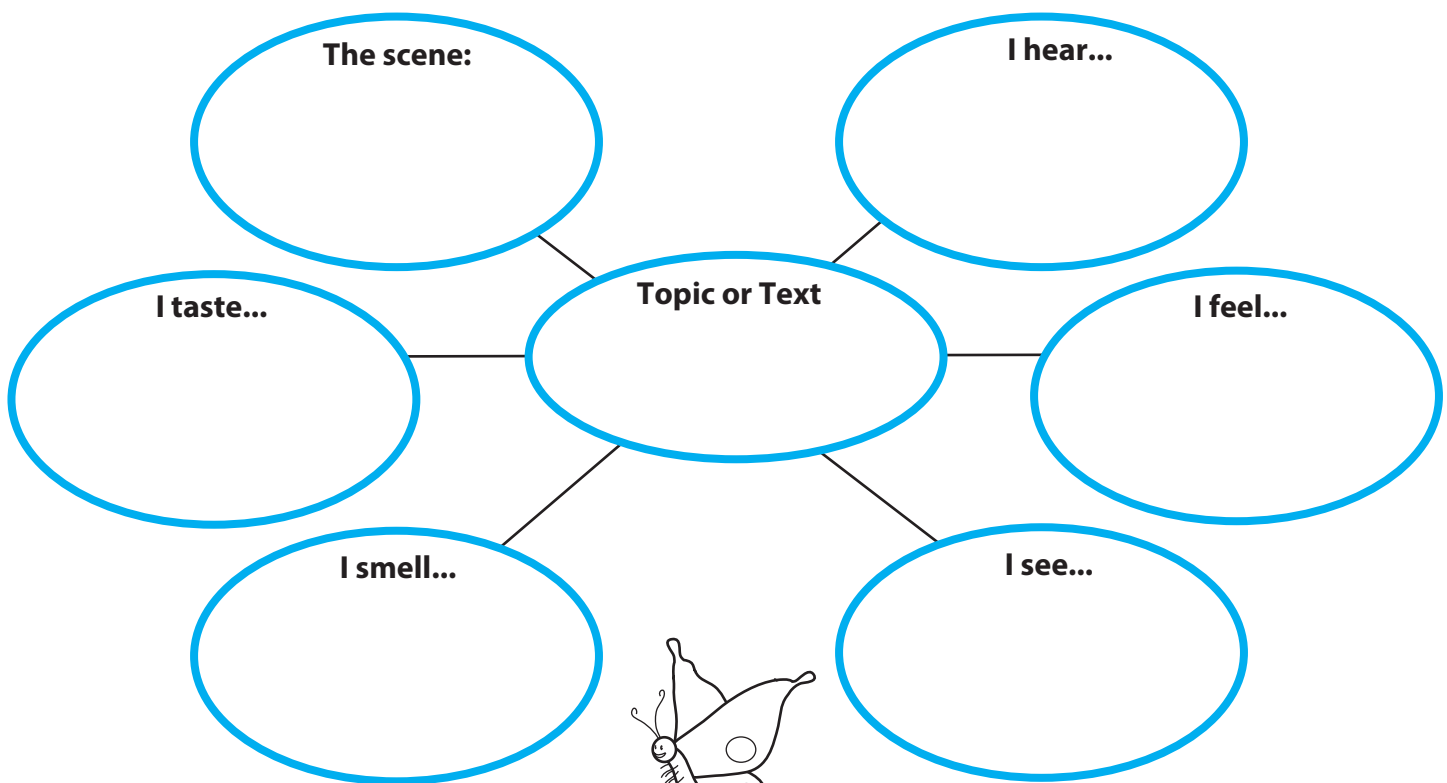 The scene:
I hear...
I taste...
Topic or Text
I feel...
I smell...
I see...